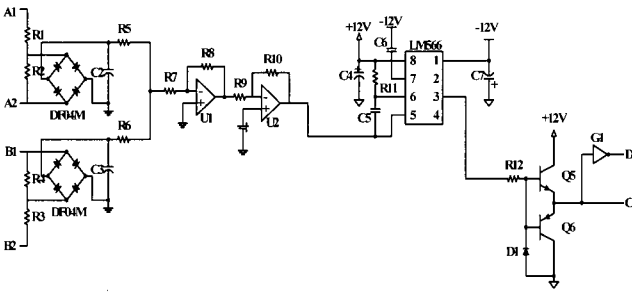 A1
R1
R2
A2
DF04M
C2
R5
R6
B1
R4
R3
B2
DF04M
C3
R7
R8
U1
R9
R10
U2
+12V
-12V
C6
C4
R11
C5
LM566
8 1
7 2
6 3
5 4
-12V
C7
R12
+12V
Q5
Q6
D1
G1
D
C